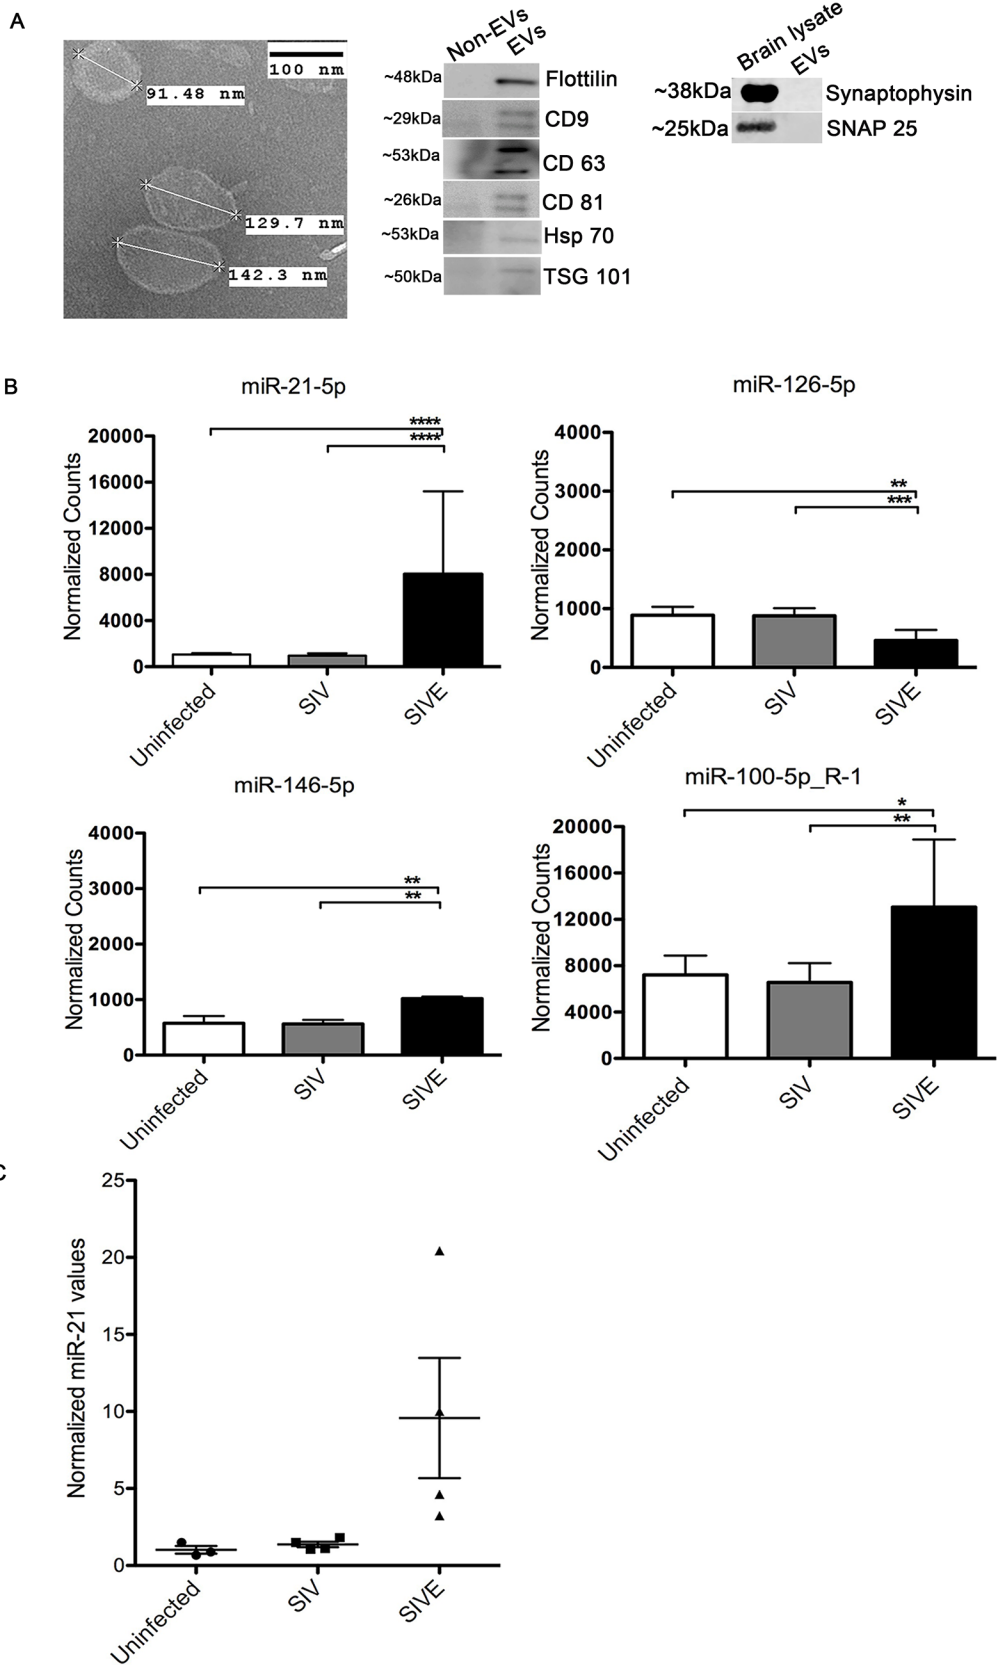 A
100 nm
91.48 nm
129.7 nm
142.3 nm
Non-EVs
EVs
~48kDa
Flottilin
~29kDa
CD9
~53kDa
CD 63
~26kDa
CD 81
~53kDa
Hsp 70
~50kDa
TSG 101
Brain lysate
EVs
~38kDa
Synaptophysin
~25kDa
SNAP 25
B
miR-21-5p
Normalized Counts
20000
16000
12000
8000
4000
0
****
****
Uninfected
SIV
SIVE
miR-126-5p
Normalized Counts
4000
3000
2000
1000
0
**
***
Uninfected
SIV
SIVE
miR-146-5p
Normalized Counts
4000
3000
2000
1000
0
**
**
Uninfected
SIV
SIVE
miR-100-5p_R-1
Normalized Counts
20000
16000
12000
8000
4000
0
*
**
Uninfected
SIV
SIVE
C
Normalized miR-21 values
25
20
15
10
5
0
Uninfected
SIV
SIVE